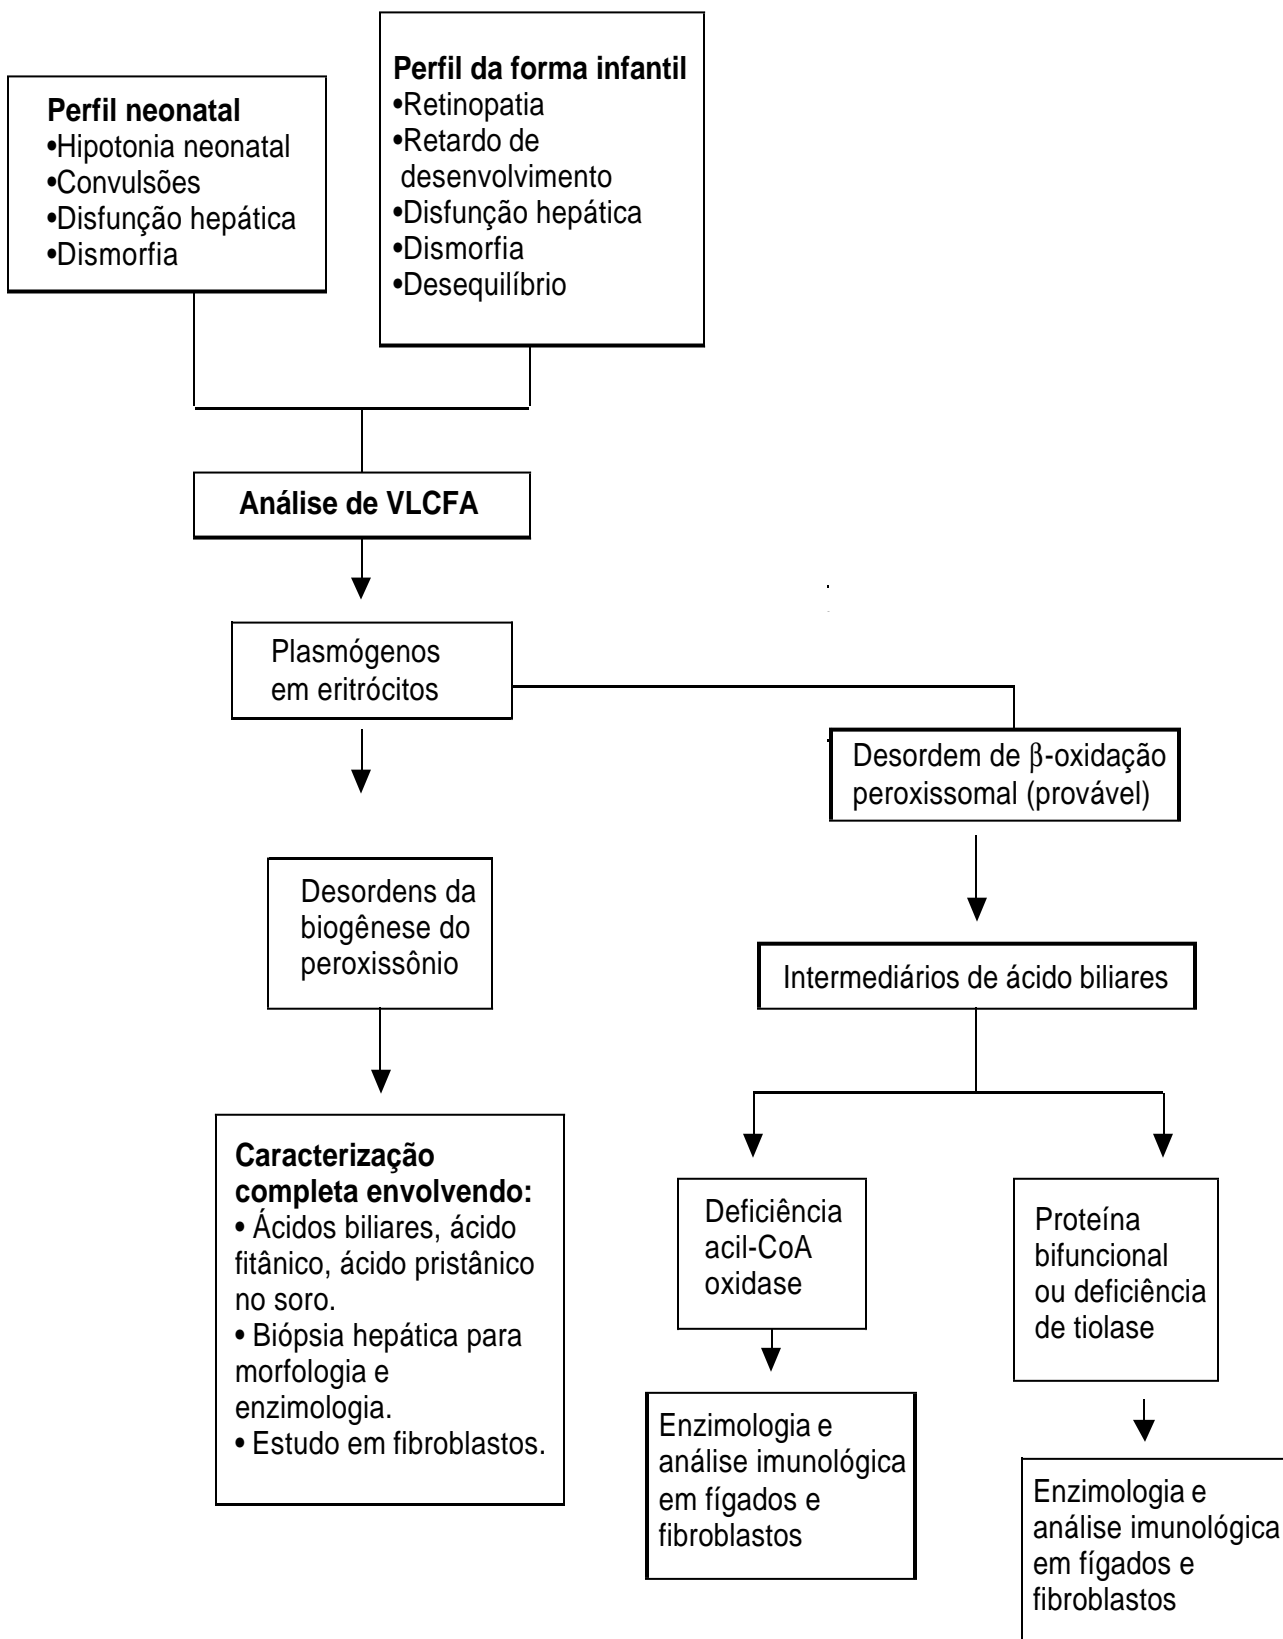 Perfil neonatal
•Hipotonia neonatal
•Convulsões
•Disfunção hepática
•Dismorfia
Perfil da forma infantil
•Retinopatia
•Retardo de
desenvolvimento
•Disfunção hepática
•Dismorfia
•Desequilíbrio
Análise de VLCFA
Plasmógenos
em eritrócitos
Desordem de β-oxidação
peroxissomal (provável)
Desordens da
biogênese do
peroxissônio
Intermediários de ácido biliares
Caracterização
completa envolvendo:
• Ácidos biliares, ácido
fitânico, ácido pristânico
no soro.
• Biópsia hepática para
morfologia e
enzimologia.
• Estudo em fibroblastos.
Deficiência
acil-CoA
oxidase
Proteína
bifuncional
ou deficiência
de tiolase
Enzimologia e
análise imunológica
em fígados e
fibroblastos
Enzimologia e
análise imunológica
em fígados e
fibroblastos